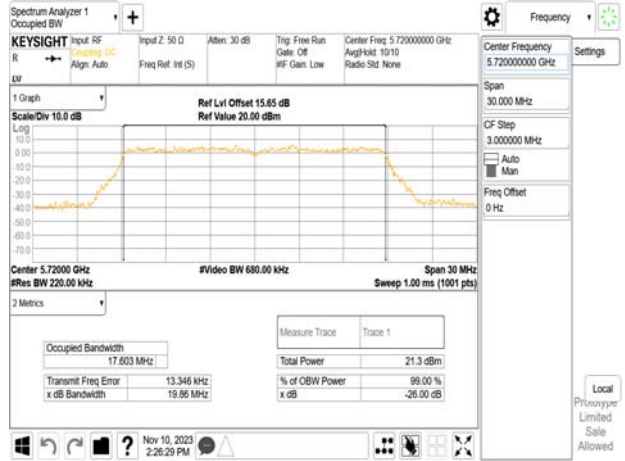 Spectrum Analyzer 1
Occupied BW
KEYSIGHT Input: RF Input Z: 50 Ω Atten: 30 dB Trig: Free Run Center Freq: 5.720000000 GHz
R Coupling: DC Gate: Off Avg|Hold: 10/10
Align: Auto Freq Ref: Int (S) #IF Gain: Low Radio Std: None
LM
1 Graph
Ref Lvl Offset 15.65 dB
Scale/Div 10.0 dB Ref Value 20.00 dBm
Log
10.0
0.00
-10.0
-20.0
-30.0
-40.0
-50.0
-60.0
-70.0
Center 5.72000 GHz #Video BW 680.00 kHz Span 30 MHz
#Res BW 220.00 kHz Sweep 1.00 ms (1001 pts)
2 Metrics
Measure Trace Trace 1
Occupied Bandwidth
17.603 MHz Total Power 21.3 dBm
Transmit Freq Error 13.346 kHz % of OBW Power 99.00 %
x dB Bandwidth 19.86 MHz x dB -26.00 dB
Nov 10, 2023
2:26:29 PM
Frequency
Center Frequency
5.720000000 GHz
Settings
Span
30.000 MHz
CF Step
3.000000 MHz
Auto
Man
Freq Offset
0 Hz
Local
Prototype
Limited
Sale
Allowed